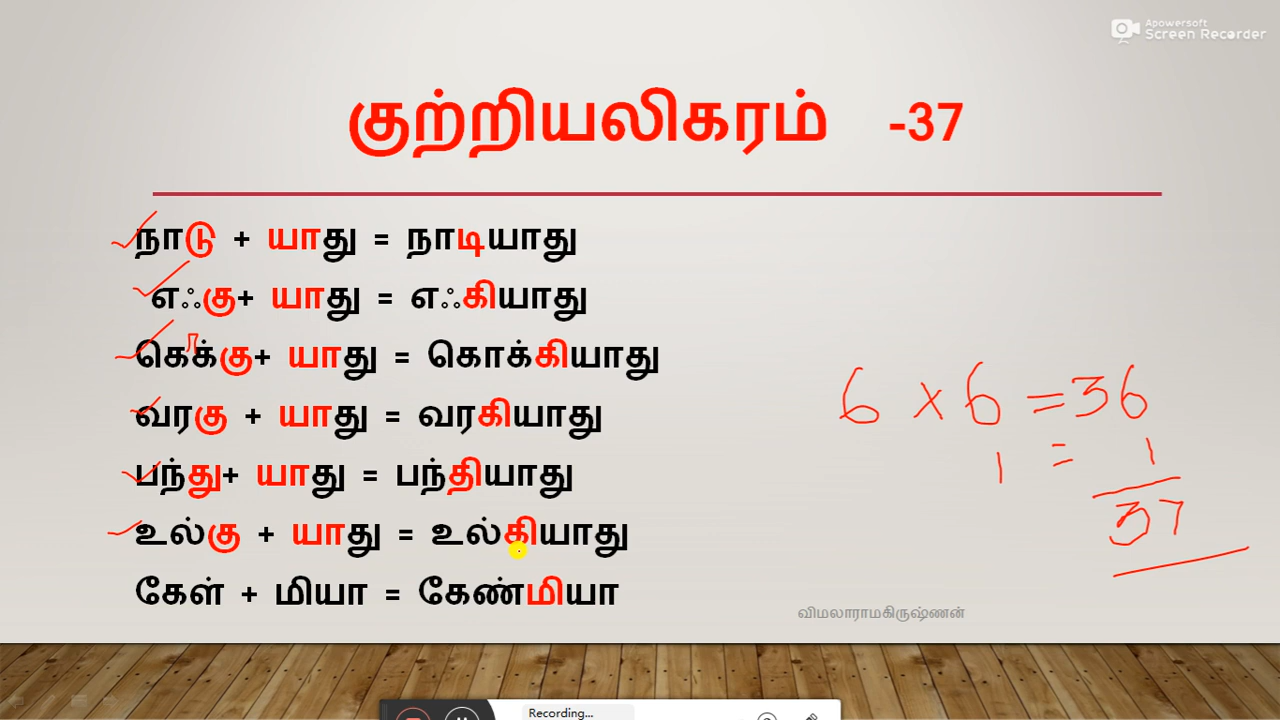 Apowersoft
Screen Recorder
குற்றியலிகரம் -37
நாடு + யாது = நாடியாது
எஃகு+ யாது = எஃகியாது
கெக்கு+ யாது = கொக்கியாது
வரகு + யாது = வரகியாது
பந்து+ யாது = பந்தியாது
உல்கு + யாது = உல்கியாது
கேள் + மியா = கேண்மியா
6 x 6 = 36
1 = 1
37
விமலாராமகிருஷ்ணன்
Recording...